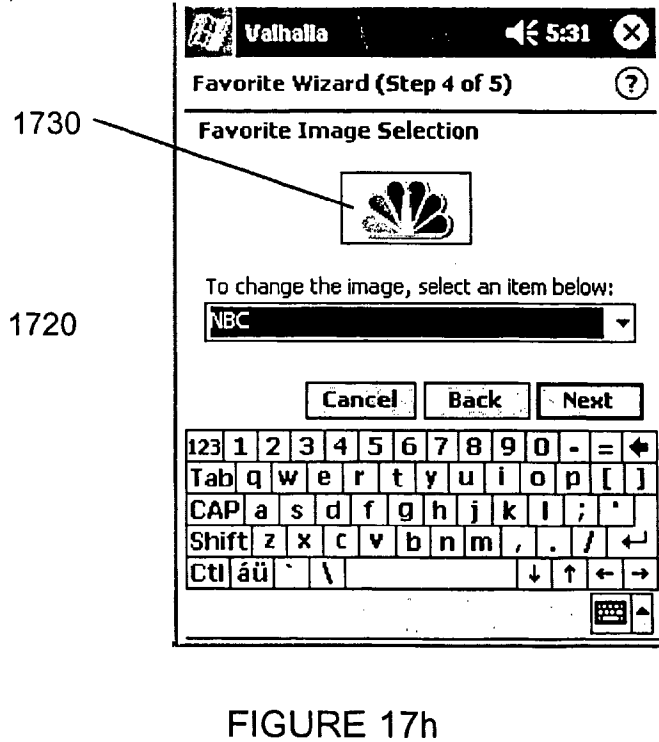 Valhalla 5:31
Favorite Wizard (Step 4 of 5) ?
1730
Favorite Image Selection
To change the image, select an item below:
1720
NBC
Cancel Back Next
123 1 2 3 4 5 6 7 8 9 0 - =
Tab q w e r t y u i o p [ ]
CAP a s d f g h j k l ; '
Shift z x c v b n m , . /
Ctl áü ` \
FIGURE 17h